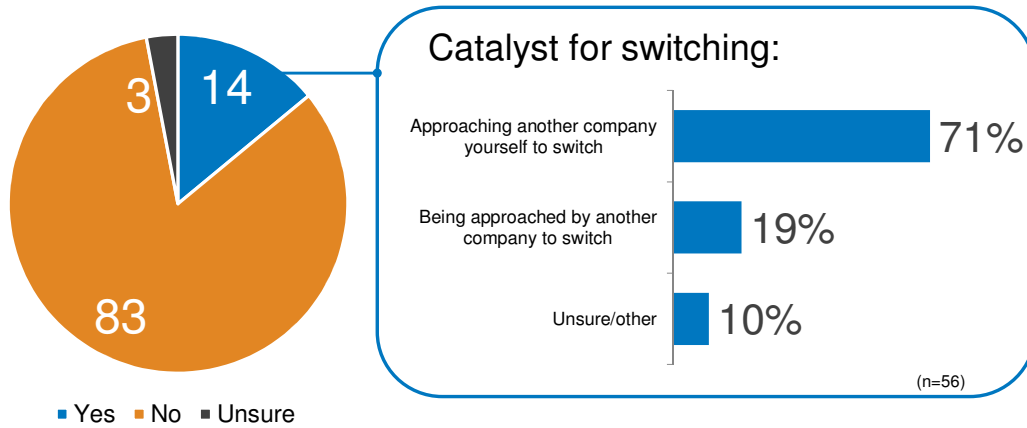 3
14
83
Yes No Unsure
Catalyst for switching:
Approaching another company
yourself to switch
71%
Being approached by another
company to switch
19%
Unsure/other
10%
(n=56)